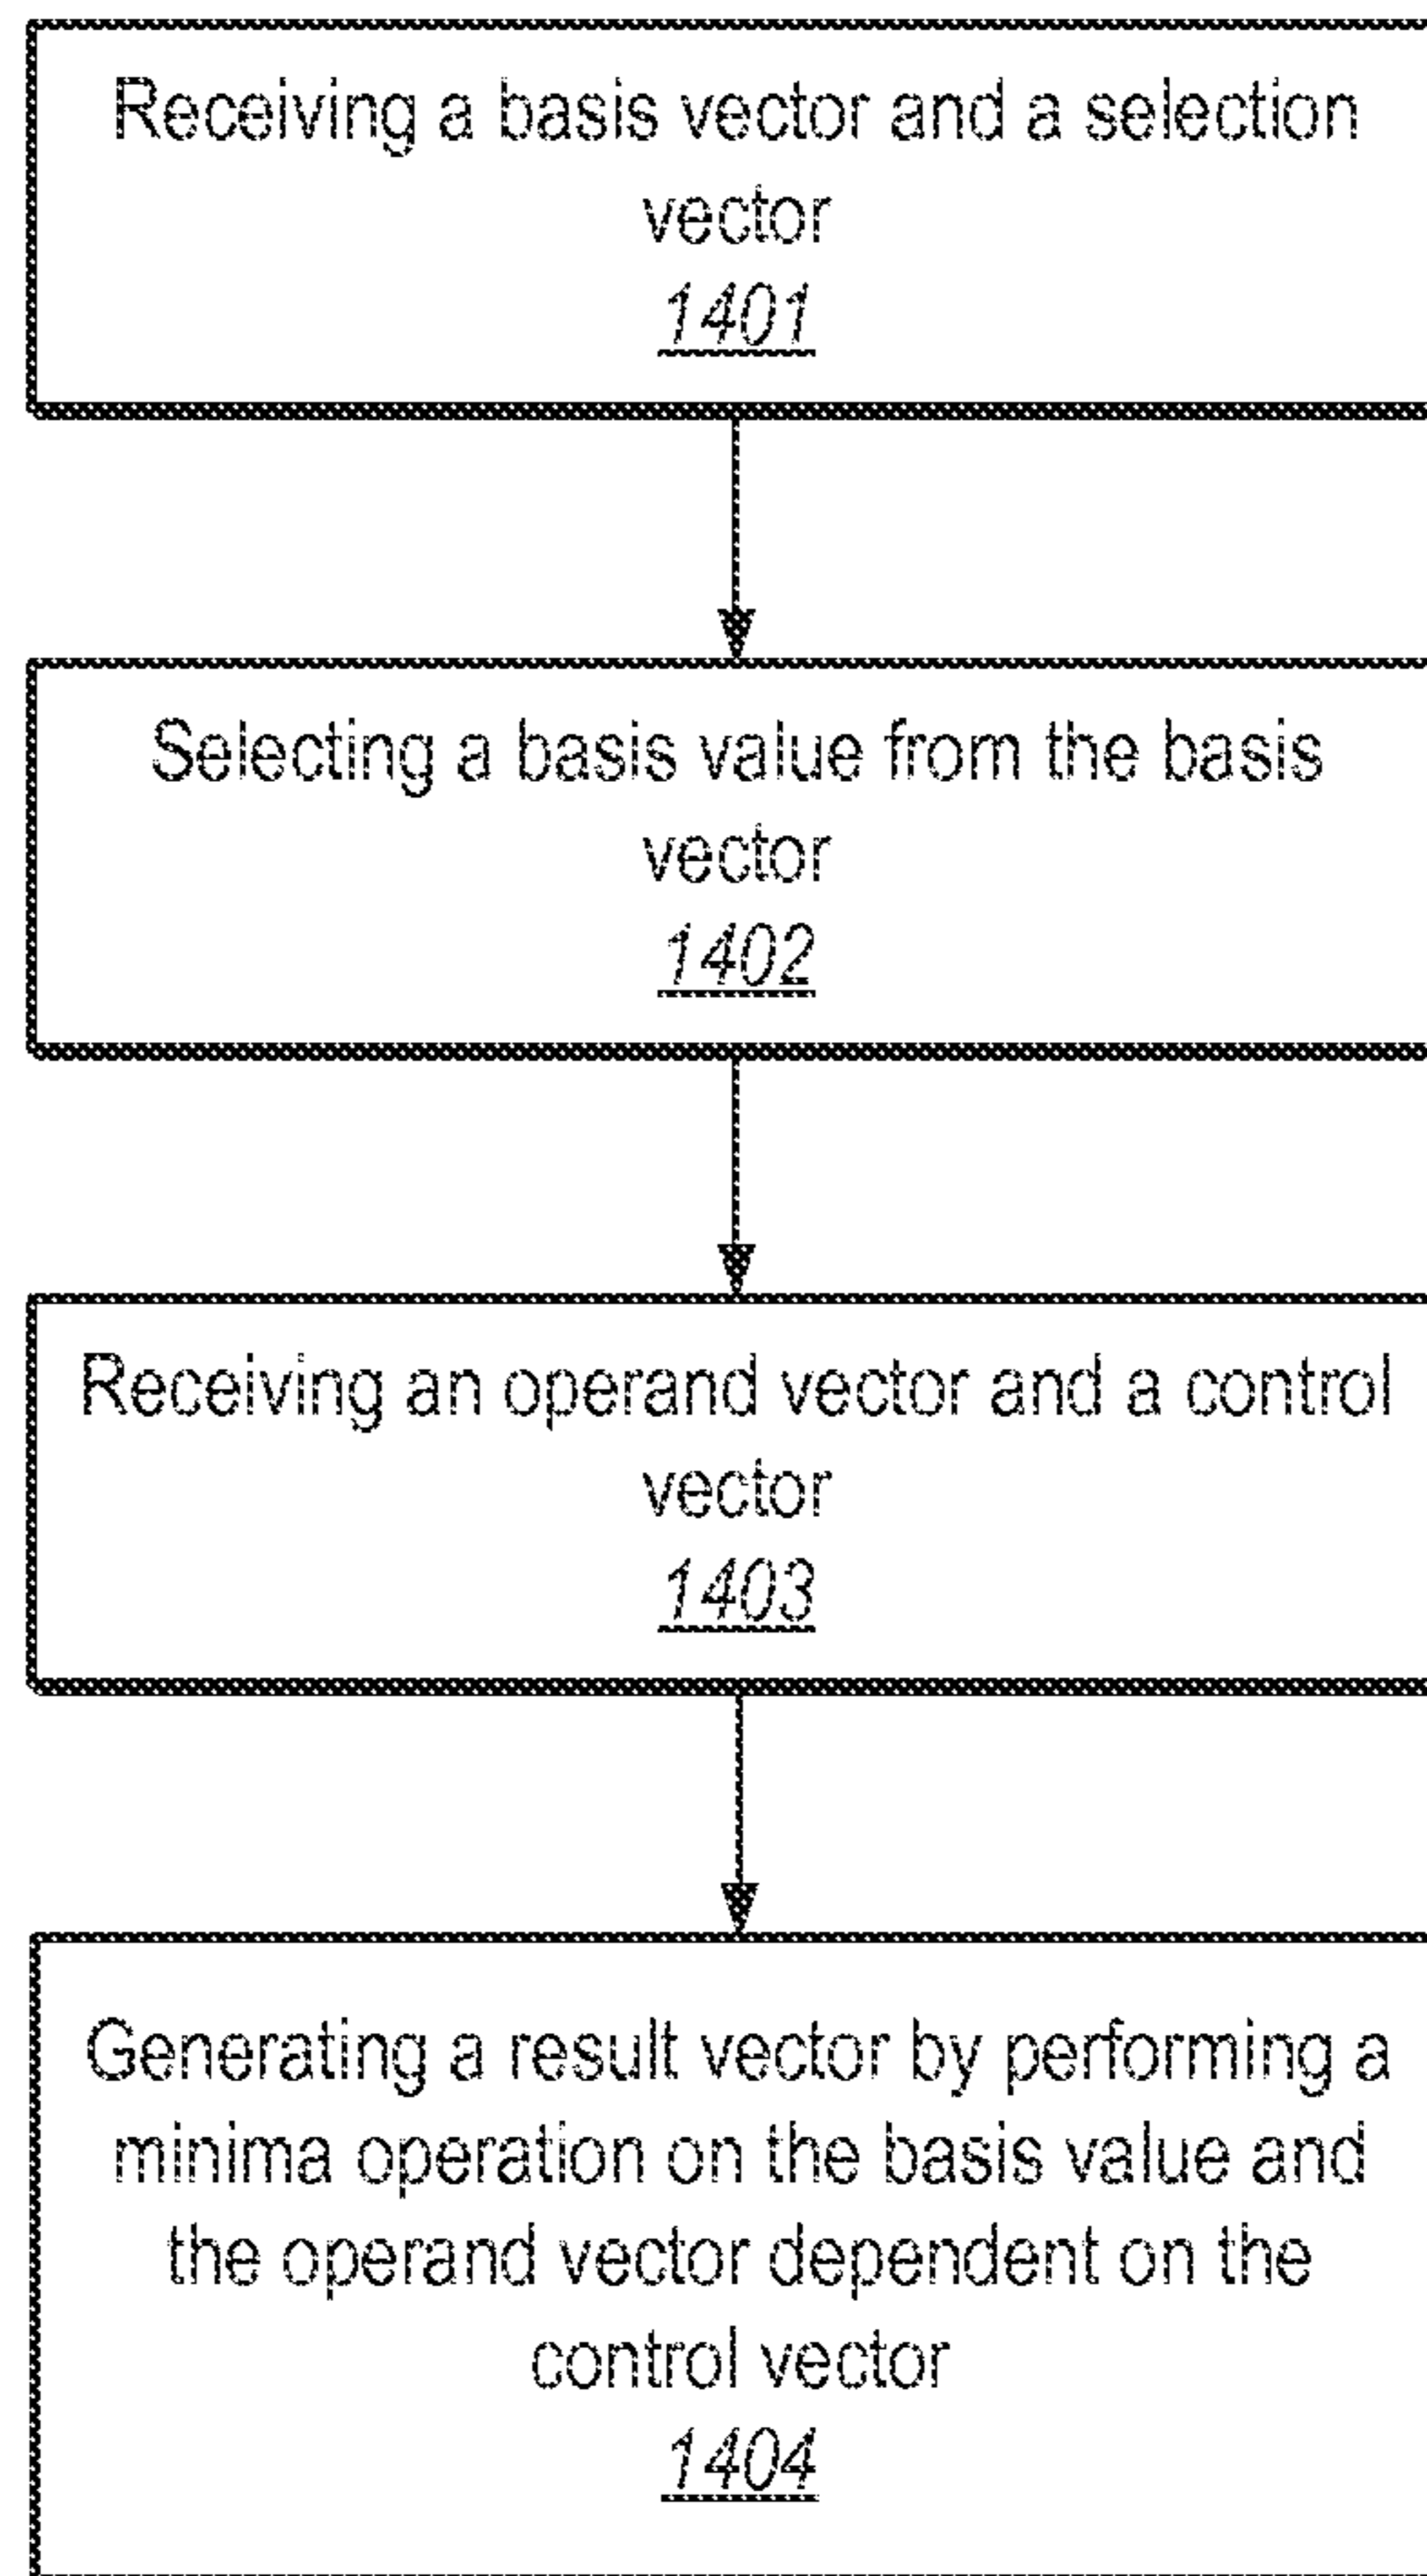 Receiving a basis vector and a selection
vector
1401
Selecting a basis value from the basis
vector
1402
Receiving an operand vector and a control
vector
1403
Generating a result vector by performing a
minima operation on the basis value and
the operand vector dependent on the
control vector
1404